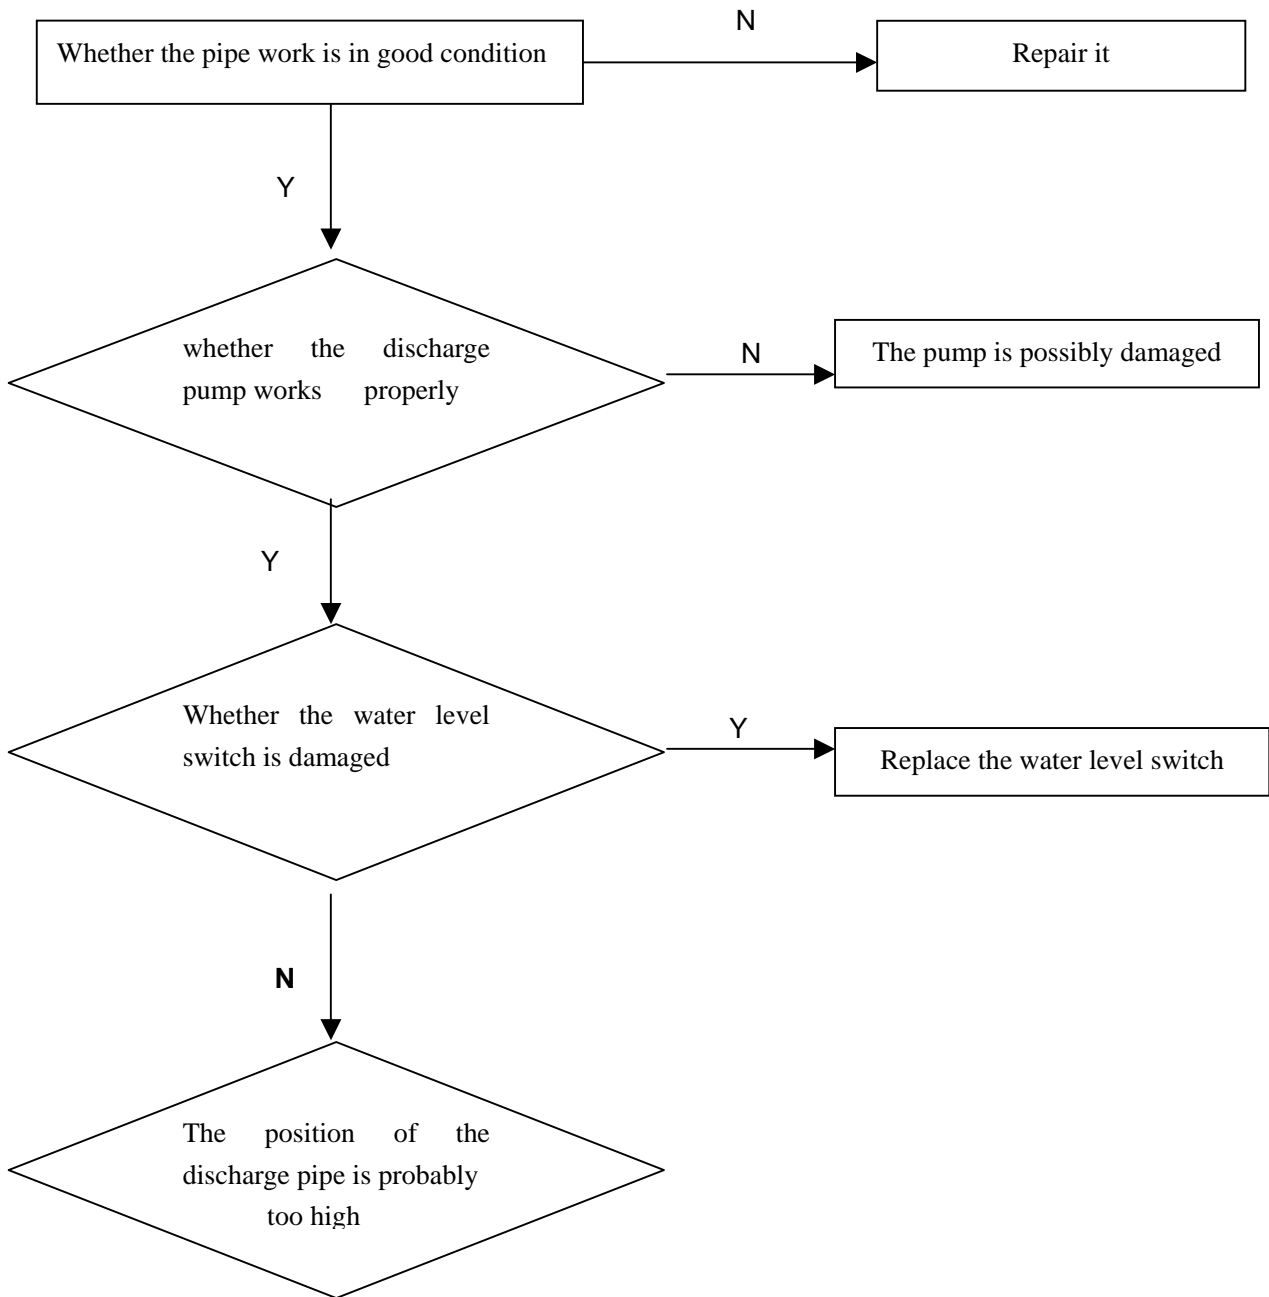 Whether the pipe work is in good condition
N
Repair it
Y
whether the discharge
pump works properly
N
The pump is possibly damaged
Y
Whether the water level
switch is damaged
Y
Replace the water level switch
N
The position of the
discharge pipe is probably
too high